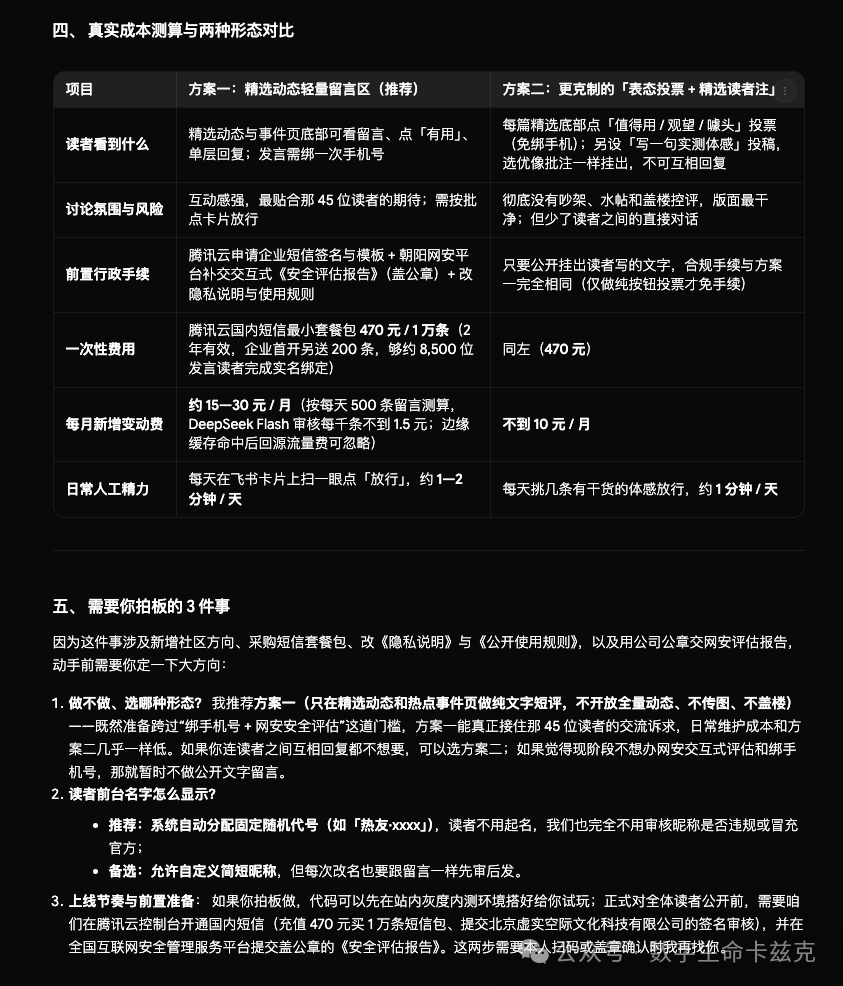 四、 真实成本测算与两种形态对比
项目
方案一：精选动态轻量留言区（推荐）
方案二：更克制的「表态投票 + 精选读者注」
读者看到什么
精选动态与事件页底部可看留言、点「有用」、
单层回复；发言需绑一次手机号
每篇精选底部点「值得用 / 观望 / 噱头」投票
（免绑手机）；另设「写一句实测体感」投稿，
选优像批注一样挂出，不可互相回复
讨论氛围与风险
互动感强，最贴合那 45 位读者的期待；需按批
点卡片放行
彻底没有吵架、水帖和盖楼控评，版面最干
净；但少了读者之间的直接对话
前置行政手续
腾讯云申请企业短信签名与模板 + 朝阳网安平
台补交交互式《安全评估报告》（盖公章）+ 改
隐私说明与使用规则
只要公开挂出读者写的文字，合规手续与方案
一完全相同（仅做纯按钮投票才免手续）
一次性费用
腾讯云国内短信最小套餐包 470 元 / 1 万条（2
年有效，企业首开另送 200 条，够约 8,500 位
发言读者完成实名绑定）
同左（470 元）
每月新增变动费
约 15—30 元 / 月（按每天 500 条留言测算，
DeepSeek Flash 审核每千条不到 1.5 元；边缘
缓存命中后回源流量费可忽略）
不到 10 元 / 月
日常人工精力
每天在飞书卡片上扫一眼点「放行」，约 1—2
分钟 / 天
每天挑几条有干货的体感放行，约 1 分钟 / 天
五、 需要你拍板的 3 件事
因为这件事涉及新增社区方向、采购短信套餐包、改《隐私说明》与《公开使用规则》，以及用公司公章交网安评估报告，
动手前需要你定一下大方向：
1. 做不做、选哪种形态？ 我推荐方案一（只在精选动态和热点事件页做纯文字短评，不开放全量动态、不传图、不盖楼）
——既然准备跨过“绑手机号 + 网安安全评估”这道门槛，方案一能真正接住那 45 位读者的交流诉求，日常维护成本和方
案二几乎一样低。如果你连读者之间互相回复都不想要，可以选方案二；如果觉得现阶段不想办网安交互式评估和绑手
机号，那就暂时不做公开文字留言。
2. 读者前台名字怎么显示？
• 推荐：系统自动分配固定随机代号（如「热友·xxxx」），读者不用起名，我们也完全不用审核昵称是否违规或冒充
官方；
• 备选：允许自定义简短昵称，但每次改名也要跟留言一样先审后发。
3. 上线节奏与前置准备： 如果你拍板做，代码可以先在站内灰度内测环境搭好给你试玩；正式对全体读者公开前，需要咱
们在腾讯云控制台开通国内短信（充值 470 元买 1 万条短信包、提交北京虚实空际文化科技有限公司的签名审核），并在
全国互联网安全管理服务平台提交盖公章的《安全评估报告》。这两步需要本人扫码或盖章确认时我再找你。
公众号 · 数字生命卡兹克